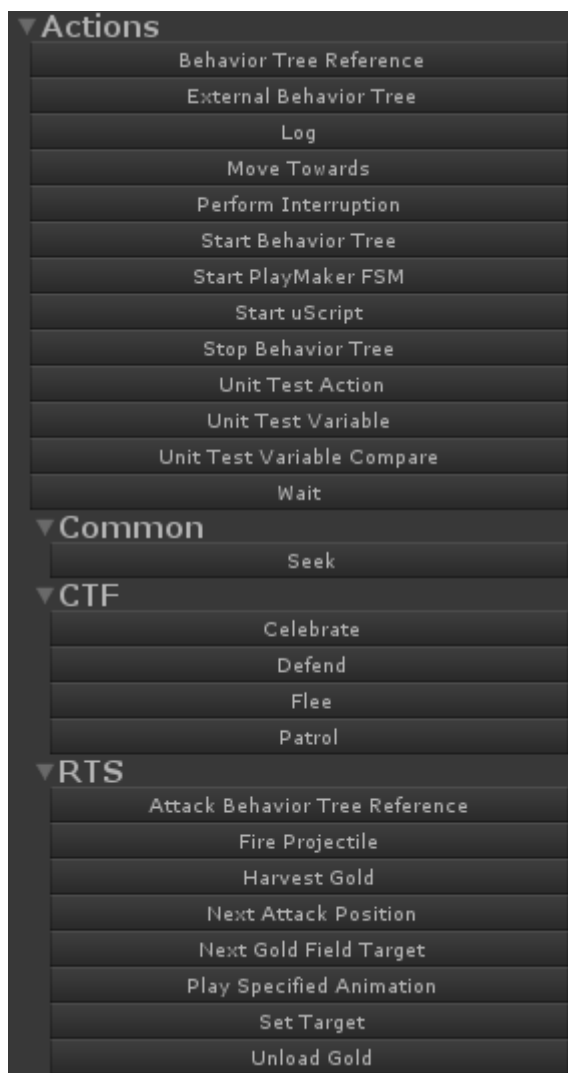 Actions
Behavior Tree Reference
External Behavior Tree
Log
Move Towards
Perform Interruption
Start Behavior Tree
Start PlayMaker FSM
Start uScript
Stop Behavior Tree
Unit Test Action
Unit Test Variable
Unit Test Variable Compare
Wait
Common
Seek
CTF
Celebrate
Defend
Flee
Patrol
RTS
Attack Behavior Tree Reference
Fire Projectile
Harvest Gold
Next Attack Position
Next Gold Field Target
Play Specified Animation
Set Target
Unload Gold